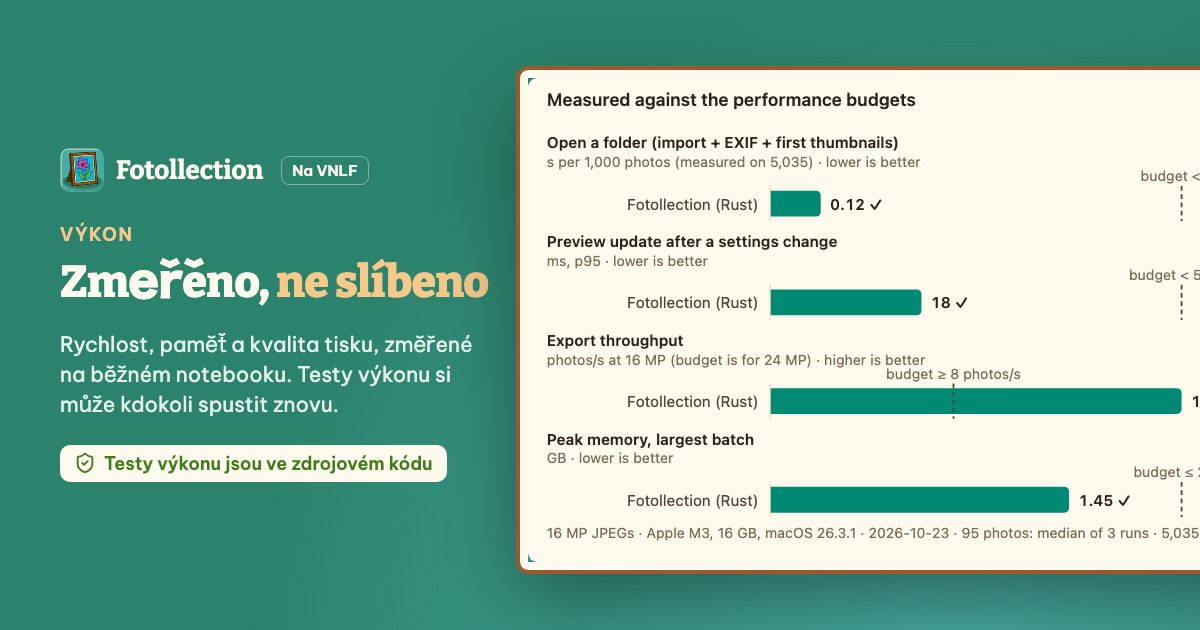 Fotollection
Na VNLF
VÝKON
Změřeno, ne slíbeno
Rychlost, paměť a kvalita tisku, změřené
na běžném notebooku. Testy výkonu si
může kdokoli spustit znovu.
Testy výkonu jsou ve zdrojovém kódu
Measured against the performance budgets
Open a folder (import + EXIF + first thumbnails)
s per 1,000 photos (measured on 5,035) · lower is better
budget <
Fotollection (Rust) 0.12 ✓
Preview update after a settings change
ms, p95 · lower is better
budget < 5
Fotollection (Rust) 18 ✓
Export throughput
photos/s at 16 MP (budget is for 24 MP) · higher is better
budget ≥ 8 photos/s
Fotollection (Rust) 1
Peak memory, largest batch
GB · lower is better
budget ≤
Fotollection (Rust) 1.45 ✓
16 MP JPEGs · Apple M3, 16 GB, macOS 26.3.1 · 2026-10-23 · 95 photos: median of 3 runs · 5,035